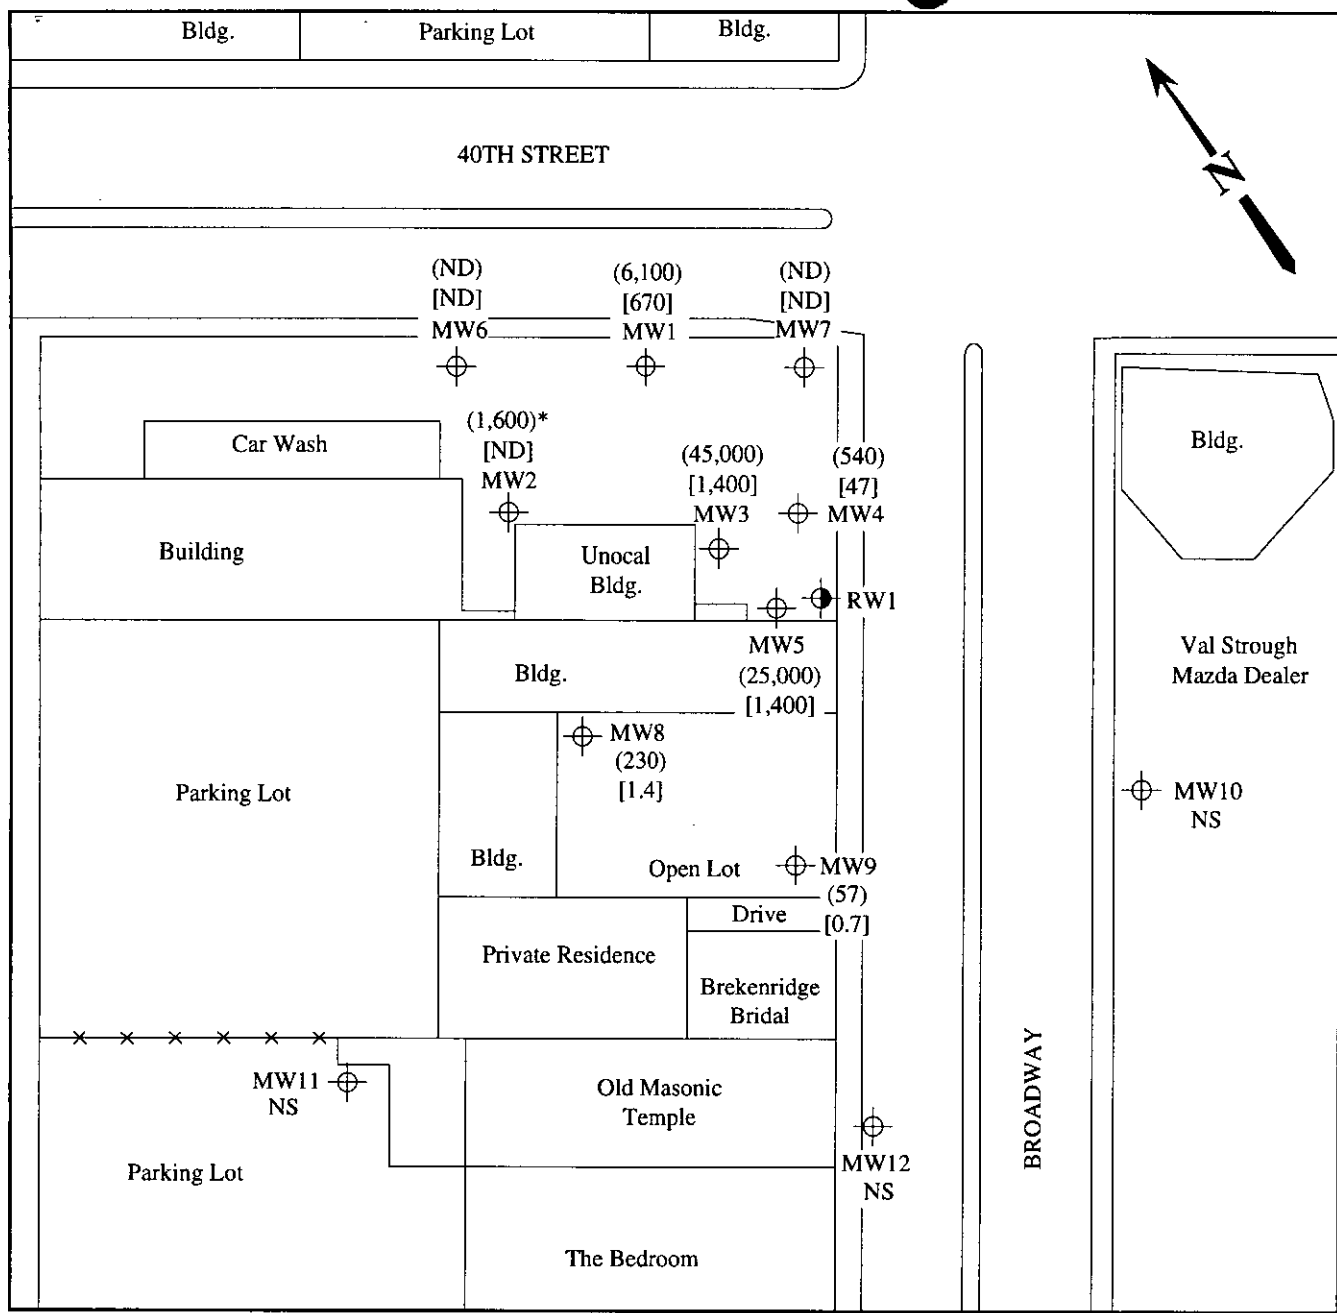 Bldg.
Parking Lot
Bldg.
40TH STREET
N
(ND)
[ND]
MW6
(6,100)
[670]
MW1
(ND)
[ND]
MW7
Car Wash
(1,600)*
[ND]
MW2
(45,000)
[1,400]
MW3
(540)
[47]
MW4
Bldg.
Building
Unocal
Bldg.
RW1
MW5
(25,000)
[1,400]
Val Strough
Mazda Dealer
Bldg.
MW8
(230)
[1.4]
Parking Lot
MW10
NS
Bldg.
Open Lot
MW9
(57)
[0.7]
Drive
Private Residence
Brekenridge
Bridal
MW11
NS
Old Masonic
Temple
BROADWAY
MW12
NS
Parking Lot
The Bedroom